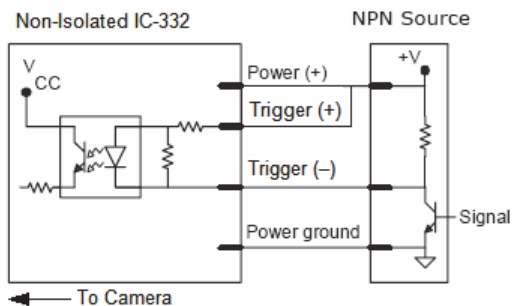 Non-Isolated IC-332
NPN Source
V
CC
+V
Power (+)
Trigger (+)
Trigger (–)
Signal
Power ground
To Camera